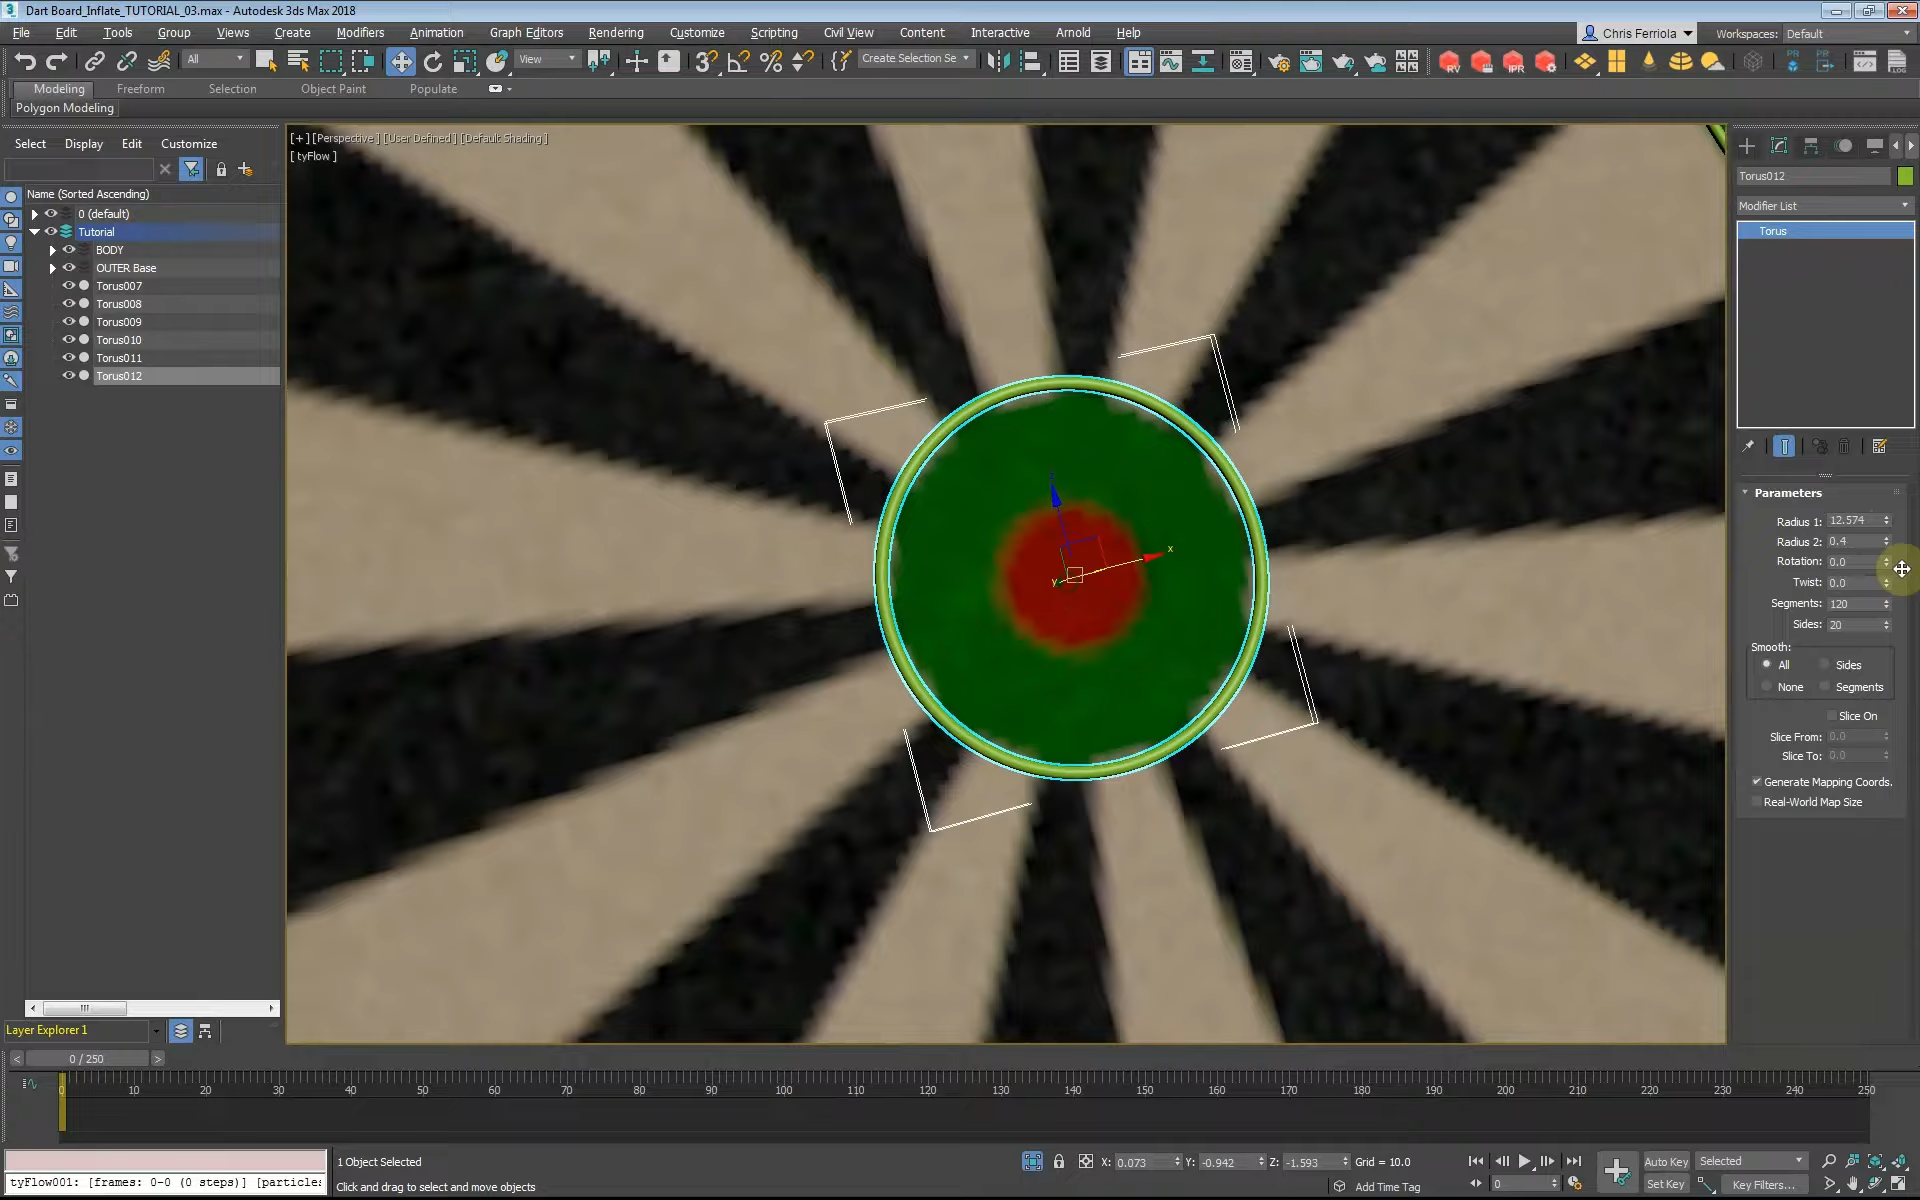 Dart Board_Inflate_TUTORIAL_03.max - Autodesk 3ds Max 2018
File Edit Tools Group Views Create Modifiers Animation Graph Editors Rendering Customize Scripting Civil View Content Interactive Arnold Help
Chris Ferriola Workspaces: Default
All View Create Selection Se
Modeling Freeform Selection Object Paint Populate
Polygon Modeling
Select Display Edit Customize
Name (Sorted Ascending)
0 (default)
Tutorial
BODY
OUTER Base
Torus007
Torus008
Torus009
Torus010
Torus011
Torus012
Layer Explorer 1
[+] [Perspective] [User Defined] [Default Shading]
[ tyFlow ]
z
x
y
Torus012
Modifier List
Torus
Parameters
Radius 1: 12.574
Radius 2: 0.4
Rotation: 0.0
Twist: 0.0
Segments: 120
Sides: 20
Smooth:
All Sides
None Segments
Slice On
Slice From: 0.0
Slice To: 0.0
Generate Mapping Coords.
Real-World Map Size
< 0 / 250 >
0 10 20 30 40 50 60 70 80 90 100 110 120 130 140 150 160 170 180 190 200 210 220 230 240 250
1 Object Selected
X: 0.073 Y: -0.942 Z: -1.593 Grid = 10.0
Auto Key Selected
tyFlow001: [frames: 0-0 (0 steps)] [particles:
Click and drag to select and move objects
Add Time Tag
0
Set Key Key Filters...